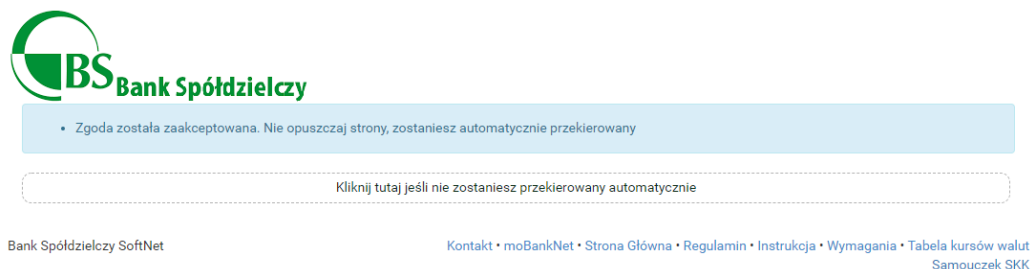 BS Bank Spółdzielczy
• Zgoda została zaakceptowana. Nie opuszczaj strony, zostaniesz automatycznie przekierowany
Kliknij tutaj jeśli nie zostaniesz przekierowany automatycznie
Bank Spółdzielczy SoftNet
Kontakt • moBankNet • Strona Główna • Regulamin • Instrukcja • Wymagania • Tabela kursów walut
Samouczek SKK